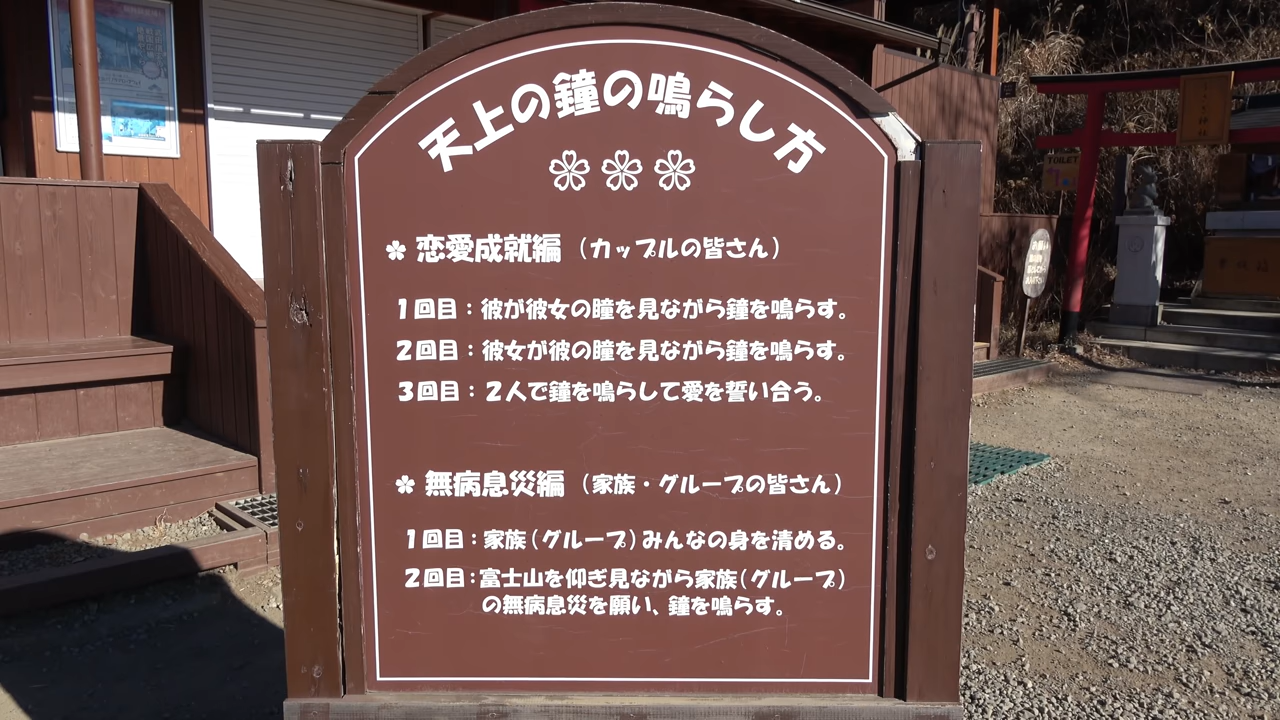 天上の鐘の鳴らし方
* 恋愛成就編 （カップルの皆さん）
1回目：彼が彼女の瞳を見ながら鐘を鳴らす。
2回目：彼女が彼の瞳を見ながら鐘を鳴らす。
3回目：2人で鐘を鳴らして愛を誓い合う。
* 無病息災編 （家族・グループの皆さん）
1回目：家族（グループ）みんなの身を清める。
2回目：富士山を仰ぎ見ながら家族（グループ）
の無病息災を願い、鐘を鳴らす。
TOILET